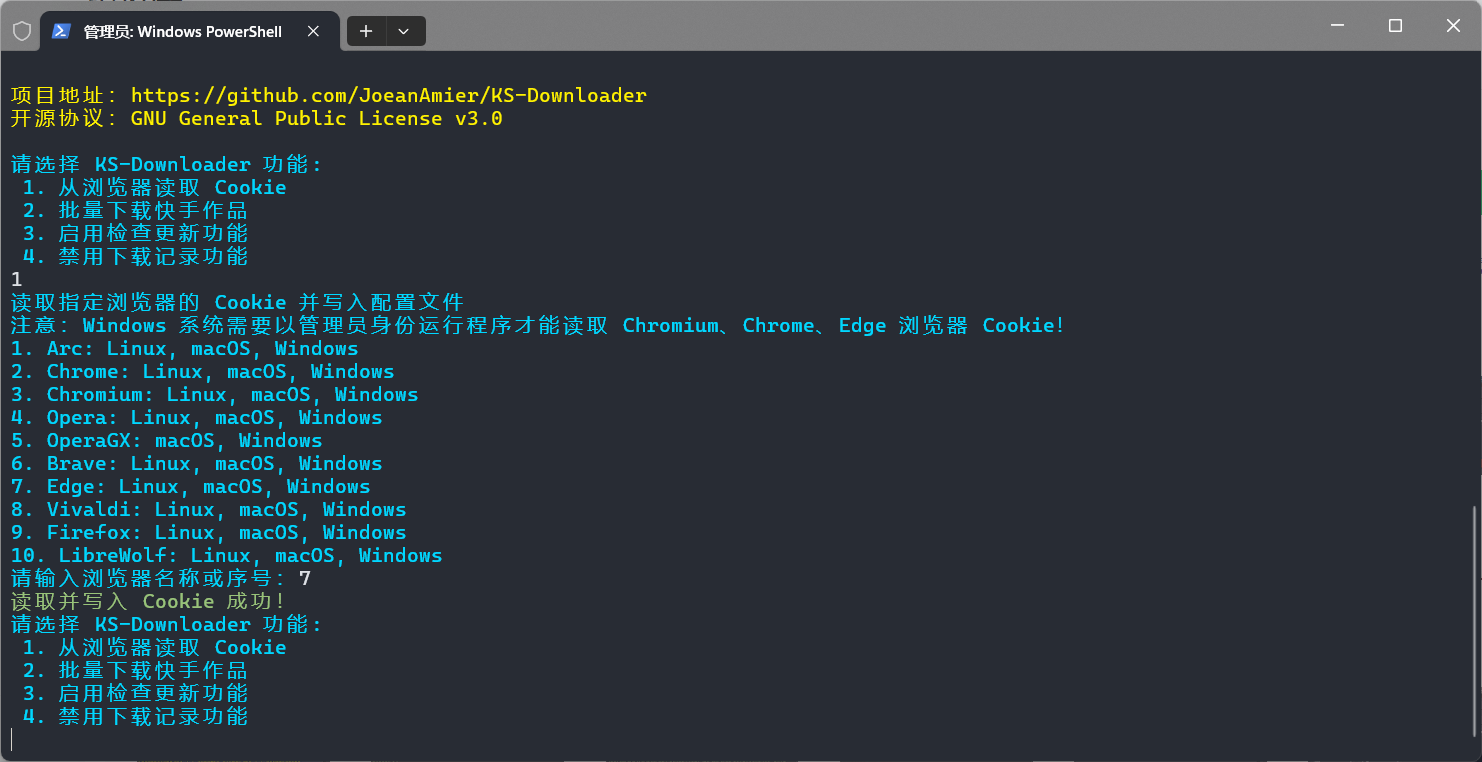 管理员: Windows PowerShell
项目地址：https://github.com/JoeanAmier/KS-Downloader
开源协议：GNU General Public License v3.0
请选择 KS-Downloader 功能：
1. 从浏览器读取 Cookie
2. 批量下载快手作品
3. 启用检查更新功能
4. 禁用下载记录功能
1
读取指定浏览器的 Cookie 并写入配置文件
注意：Windows 系统需要以管理员身份运行程序才能读取 Chromium、Chrome、Edge 浏览器 Cookie！
1. Arc: Linux, macOS, Windows
2. Chrome: Linux, macOS, Windows
3. Chromium: Linux, macOS, Windows
4. Opera: Linux, macOS, Windows
5. OperaGX: macOS, Windows
6. Brave: Linux, macOS, Windows
7. Edge: Linux, macOS, Windows
8. Vivaldi: Linux, macOS, Windows
9. Firefox: Linux, macOS, Windows
10. LibreWolf: Linux, macOS, Windows
请输入浏览器名称或序号：7
读取并写入 Cookie 成功！
请选择 KS-Downloader 功能：
1. 从浏览器读取 Cookie
2. 批量下载快手作品
3. 启用检查更新功能
4. 禁用下载记录功能